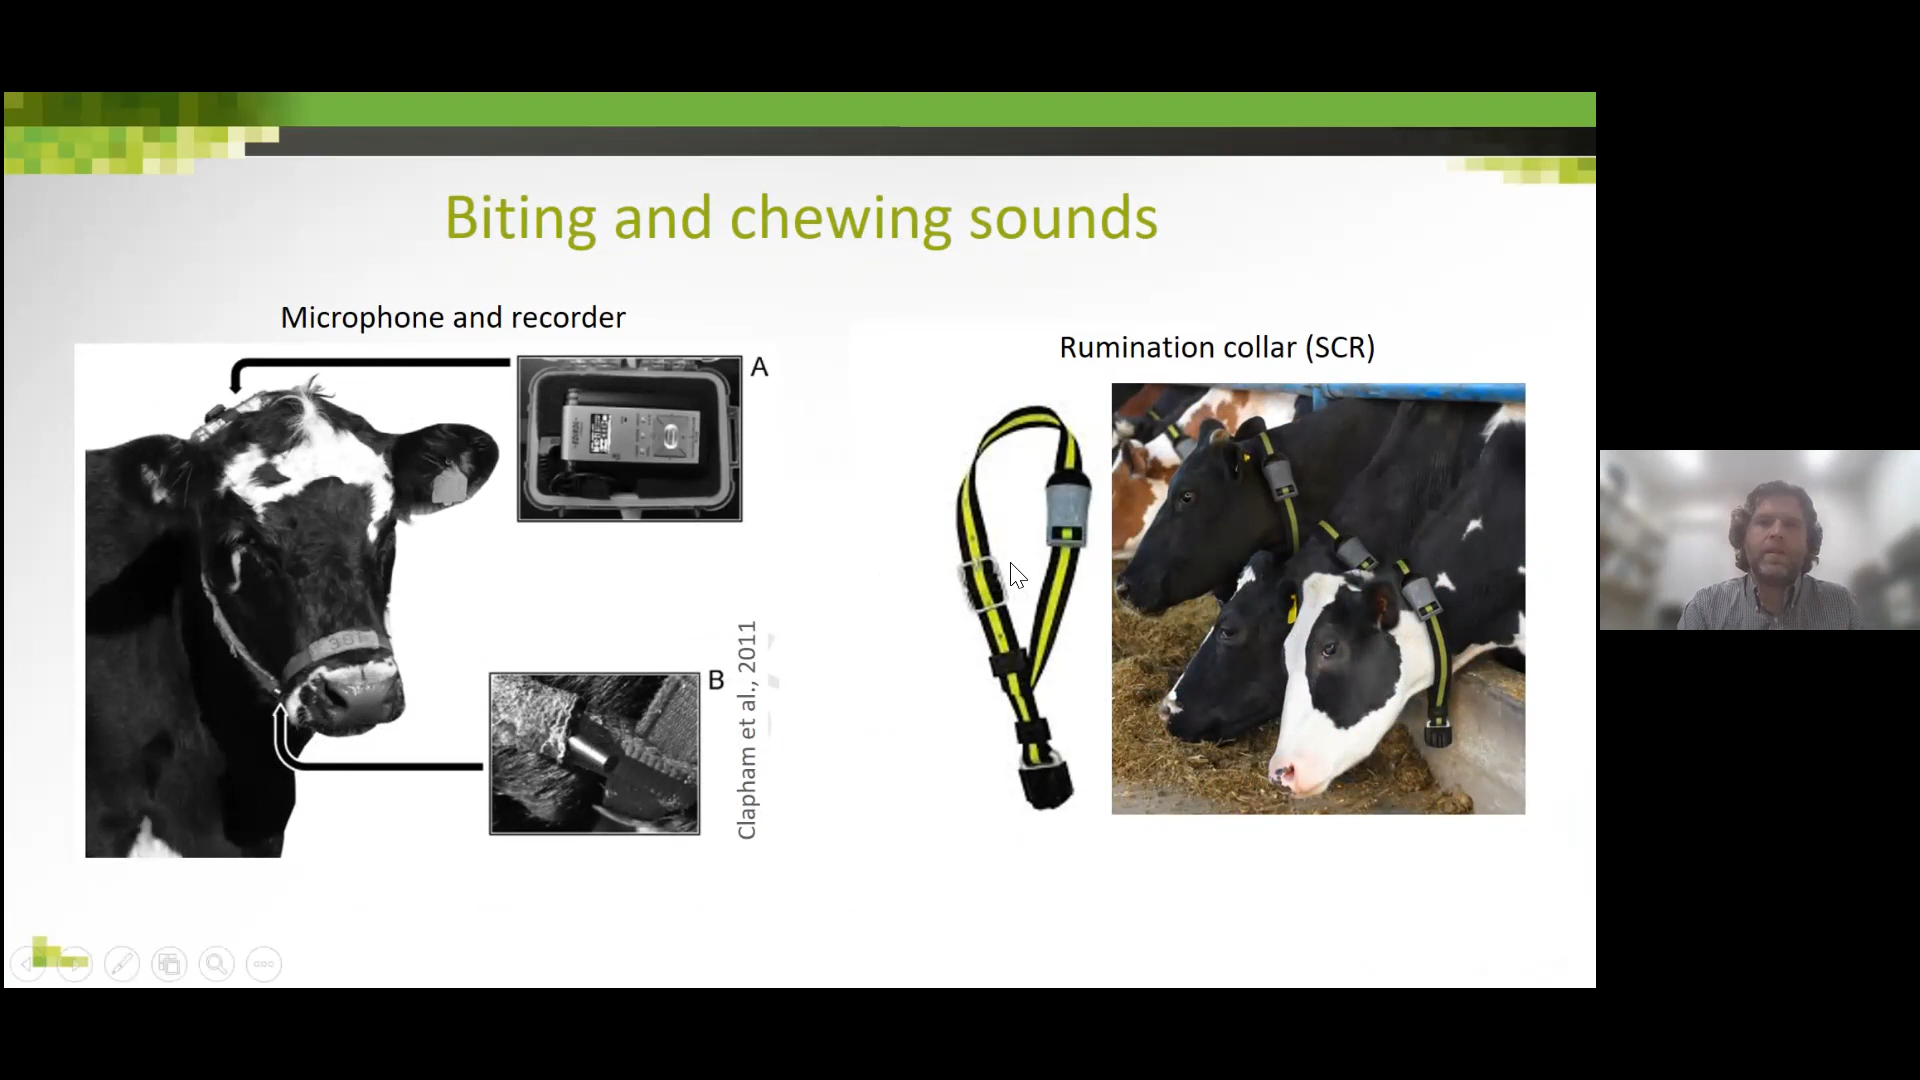 Biting and chewing sounds
Microphone and recorder
A
B
Clapham et al., 2011
Rumination collar (SCR)